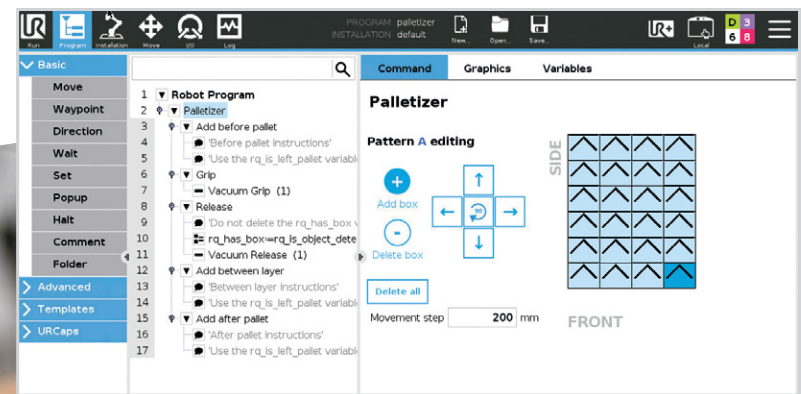 PROGRAM palletizer
INSTALLATION default
UR
Run
Program
Installation
Move
I/O
Log
New...
Open...
Save...
UR+
Local
D 3
6 8
Basic
Move
Waypoint
Direction
Wait
Set
Popup
Halt
Comment
Folder
Advanced
Templates
URCaps
1 Robot Program
2 Palletizer
3 Add before pallet
4 'Before pallet instructions'
5 'Use the rq_is_left_pallet variabl
6 Grip
7 Vacuum Grip (1)
8 Release
9 'Do not delete the rq_has_box v
10 rq_has_box≔rq_is_object_dete
11 Vacuum Release (1)
12 Add between layer
13 'Between layer instructions'
14 'Use the rq_is_left_pallet variabl
15 Add after pallet
16 'After pallet instructions'
17 'Use the rq_is_left_pallet variabl
Command Graphics Variables
Palletizer
Pattern A editing
Add box
90
Delete box
Delete all
Movement step 200 mm
SIDE
FRONT